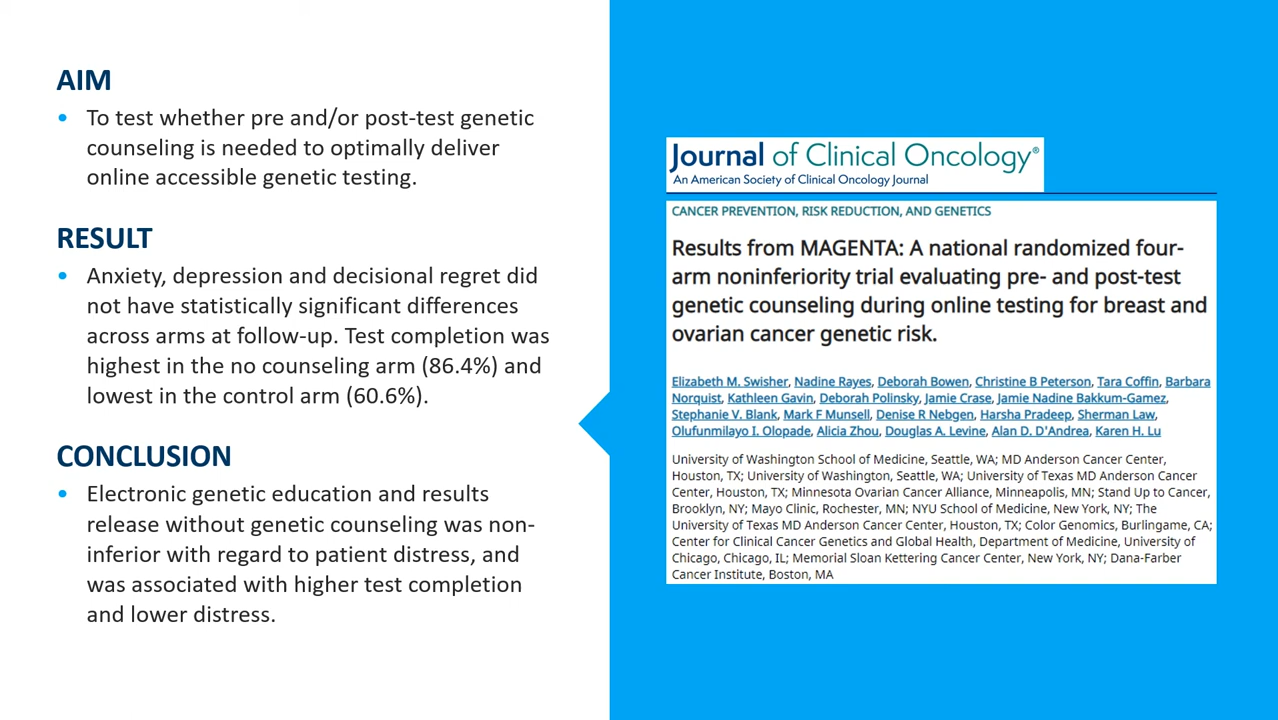 AIM
• To test whether pre and/or post-test genetic
counseling is needed to optimally deliver
online accessible genetic testing.
RESULT
• Anxiety, depression and decisional regret did
not have statistically significant differences
across arms at follow-up. Test completion was
highest in the no counseling arm (86.4%) and
lowest in the control arm (60.6%).
CONCLUSION
• Electronic genetic education and results
release without genetic counseling was non-
inferior with regard to patient distress, and
was associated with higher test completion
and lower distress.
Journal of Clinical Oncology®
An American Society of Clinical Oncology Journal
CANCER PREVENTION, RISK REDUCTION, AND GENETICS
Results from MAGENTA: A national randomized four-
arm noninferiority trial evaluating pre- and post-test
genetic counseling during online testing for breast and
ovarian cancer genetic risk.
Elizabeth M. Swisher, Nadine Rayes, Deborah Bowen, Christine B Peterson, Tara Coffin, Barbara
Norquist, Kathleen Gavin, Deborah Polinsky, Jamie Crase, Jamie Nadine Bakkum-Gamez,
Stephanie V. Blank, Mark F Munsell, Denise R Nebgen, Harsha Pradeep, Sherman Law,
Olufunmilayo I. Olopade, Alicia Zhou, Douglas A. Levine, Alan D. D'Andrea, Karen H. Lu
University of Washington School of Medicine, Seattle, WA; MD Anderson Cancer Center,
Houston, TX; University of Washington, Seattle, WA; University of Texas MD Anderson Cancer
Center, Houston, TX; Minnesota Ovarian Cancer Alliance, Minneapolis, MN; Stand Up to Cancer,
Brooklyn, NY; Mayo Clinic, Rochester, MN; NYU School of Medicine, New York, NY; The
University of Texas MD Anderson Cancer Center, Houston, TX; Color Genomics, Burlingame, CA;
Center for Clinical Cancer Genetics and Global Health, Department of Medicine, University of
Chicago, Chicago, IL; Memorial Sloan Kettering Cancer Center, New York, NY; Dana-Farber
Cancer Institute, Boston, MA